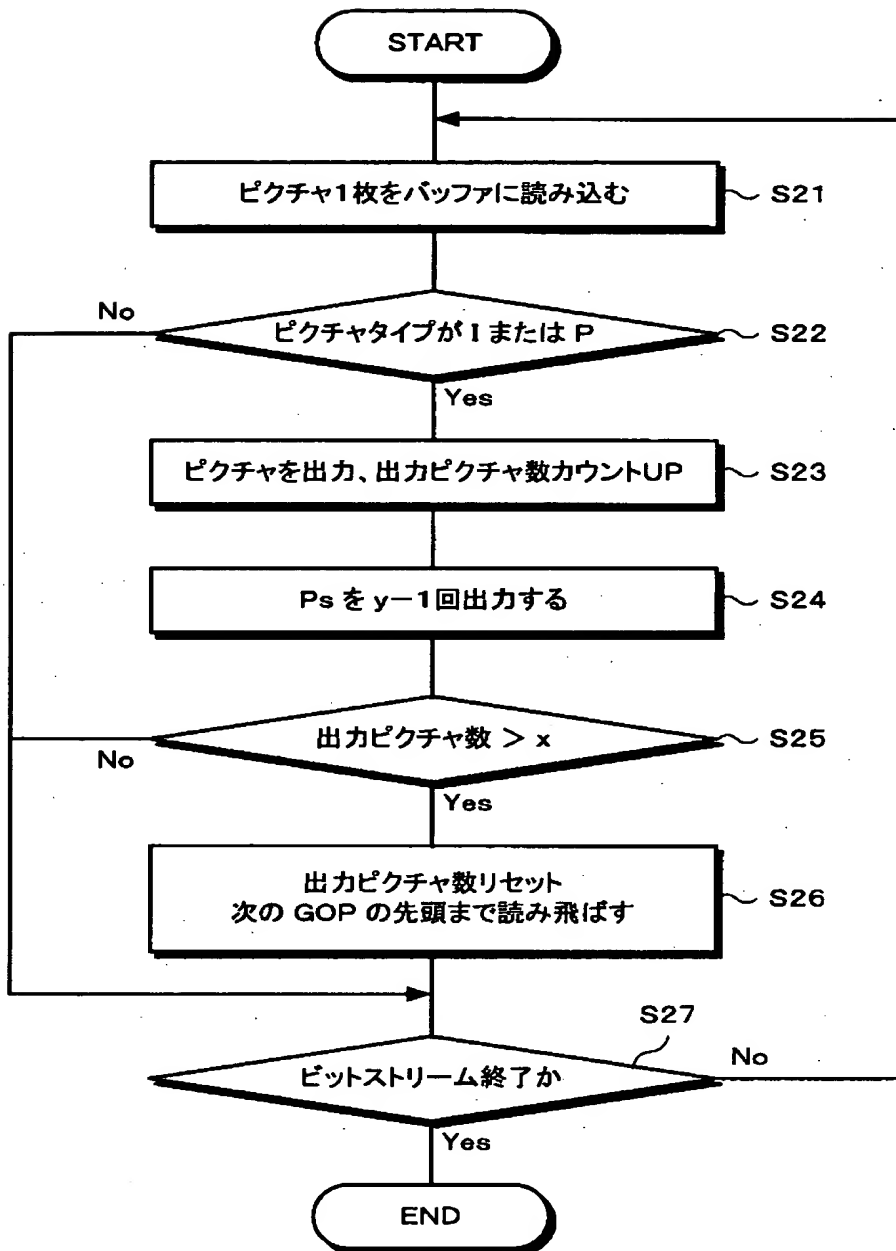 START
ピクチャ1枚をバッファに読み込む
S21
No
ピクチャタイプが I または P
S22
Yes
ピクチャを出力、出力ピクチャ数カウントUP
S23
Ps を y−1回出力する
S24
出力ピクチャ数 > x
S25
No
Yes
出力ピクチャ数リセット
次の GOP の先頭まで読み飛ばす
S26
S27
ビットストリーム終了か
No
Yes
END